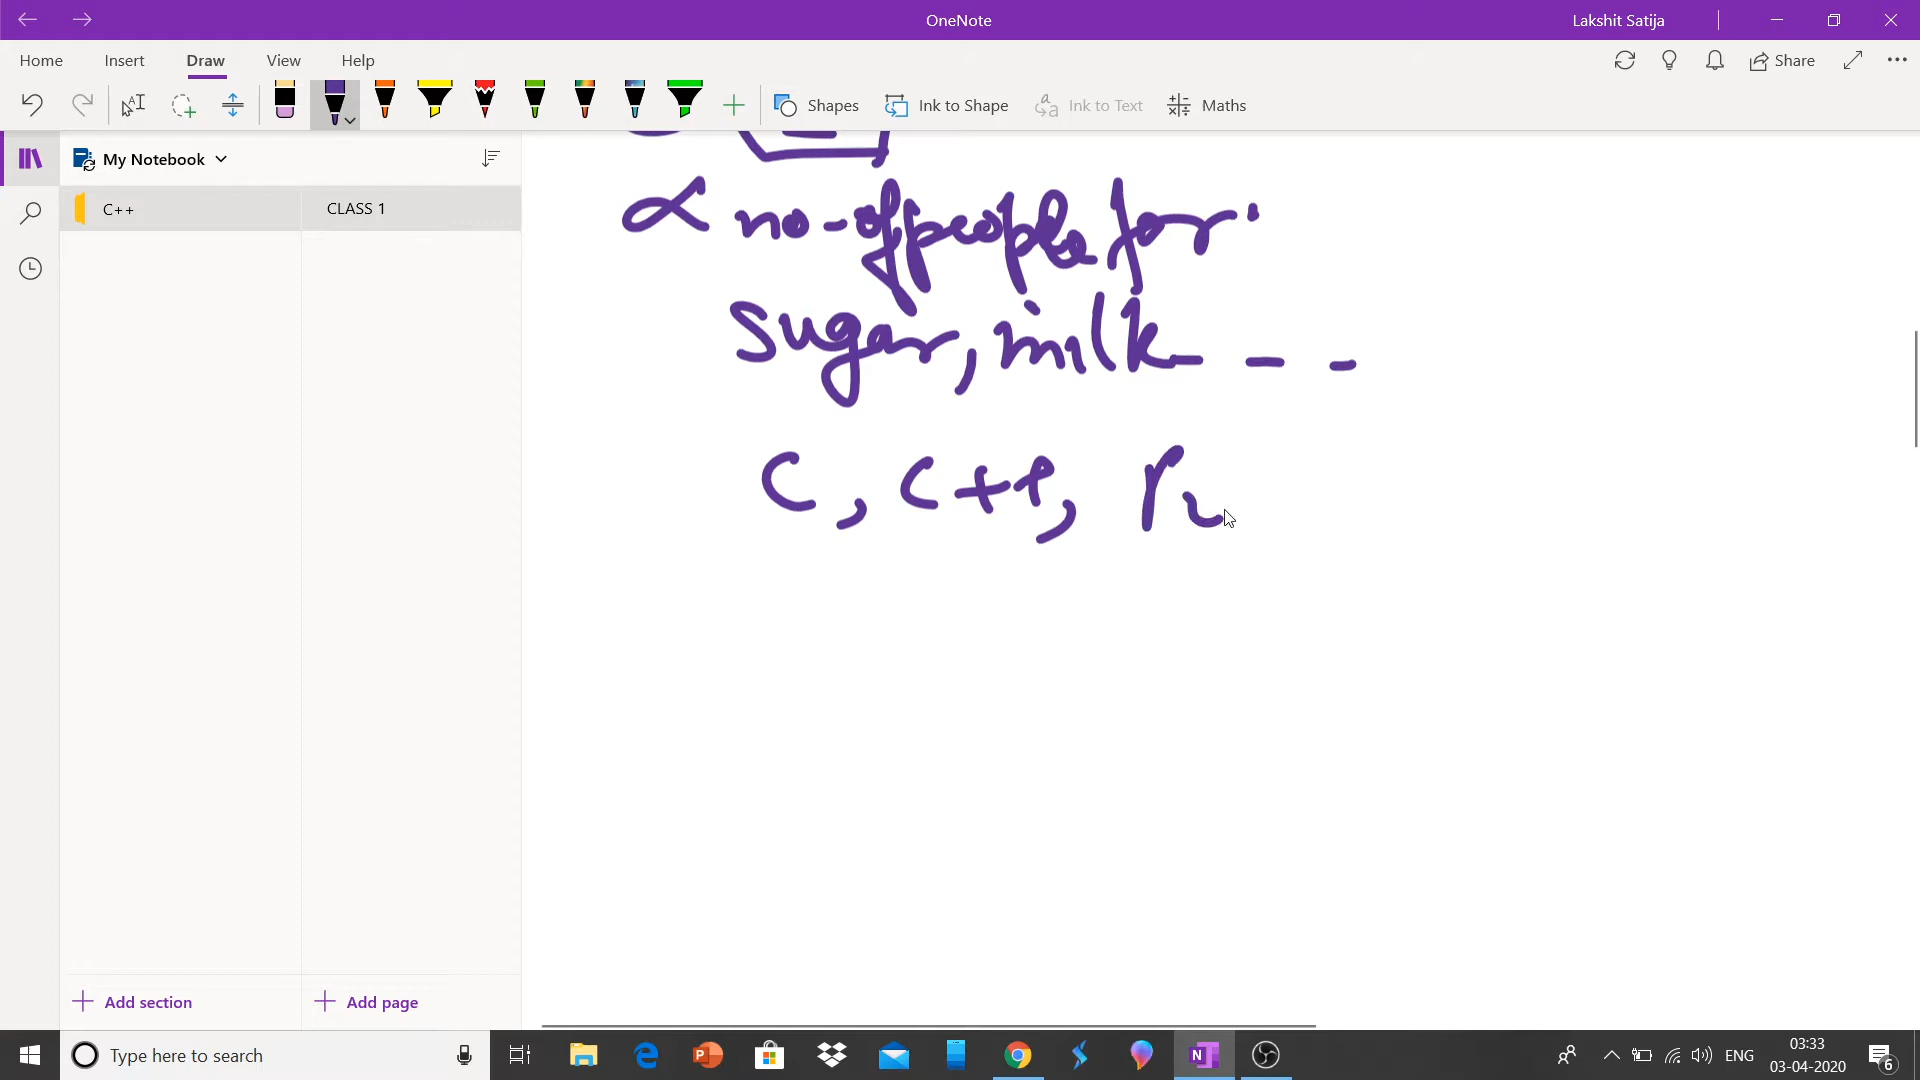 OneNote
Lakshit Satija
Home Insert Draw View Help
Share
Shapes Ink to Shape Ink to Text Maths
My Notebook
C++ CLASS 1
∝ no-of people for
sugar, milk - -
C, C++,
Add section Add page
Type here to search
ENG
03:33
03-04-2020
6